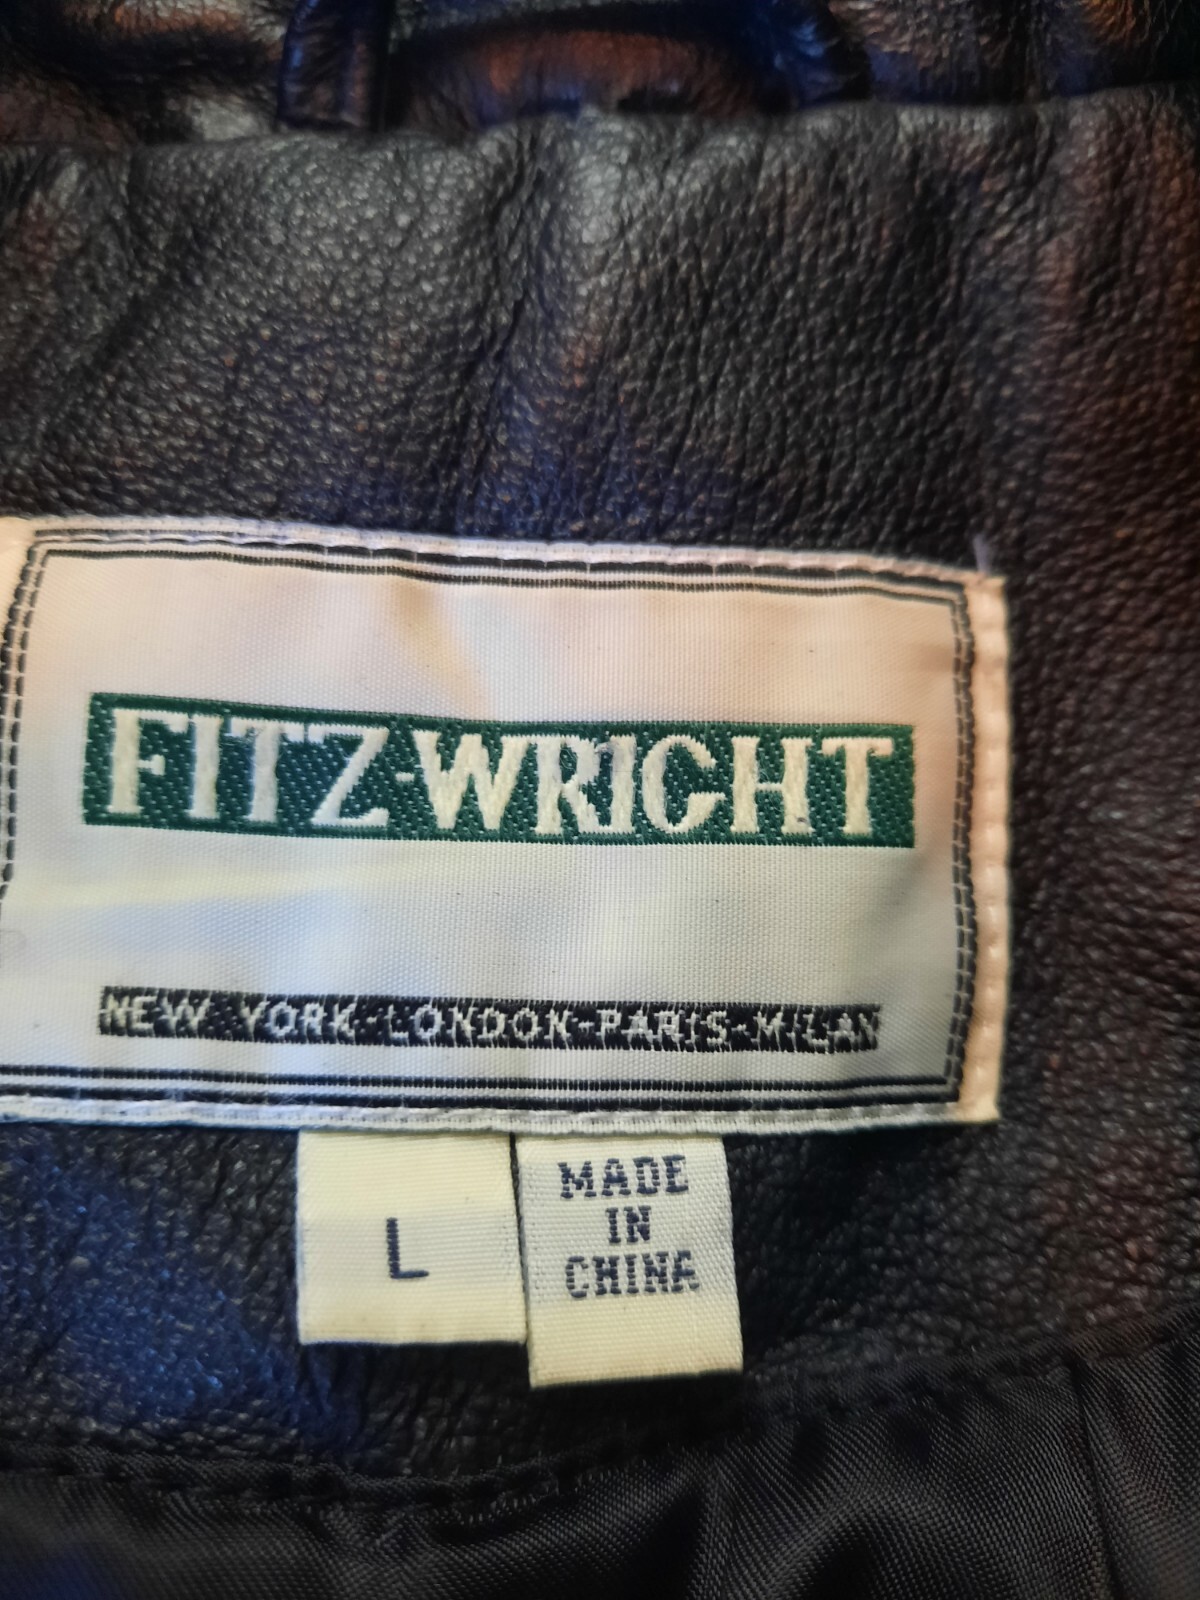 FITZ-WRIGHT
NEW YORK-LONDON-PARIS-MILAN
L
MADE
IN
CHINA